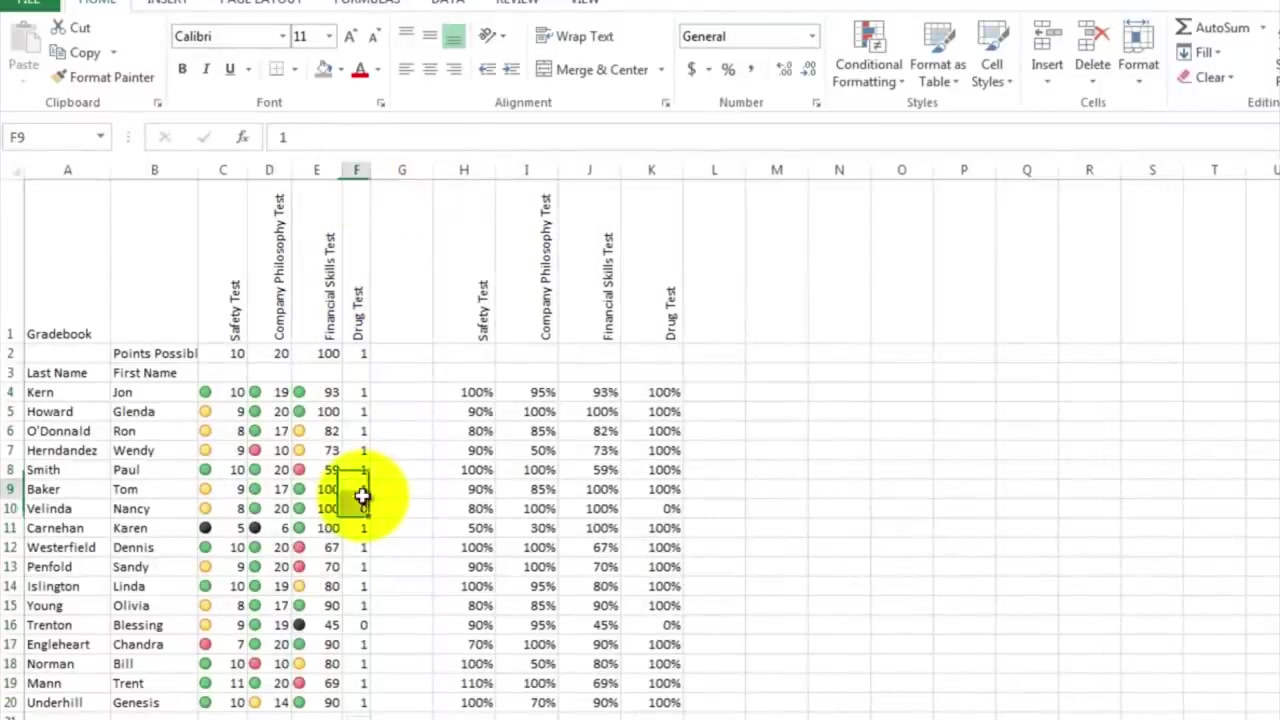 FILE HOME INSERT PAGE LAYOUT FORMULAS DATA REVIEW VIEW
Cut Calibri 11 A A Wrap Text General AutoSum
Copy Fill
Paste Format Painter B I U A Merge & Center $ % , Conditional Formatting Format as Table Cell Styles Insert Delete Format Clear
Clipboard Font Alignment Number Styles Cells
F9 fx 1
A B C D E F G H I J K L M N O P Q R S T
1 Gradebook Safety Test Company Philosophy Test Financial Skills Test Drug Test Safety Test Company Philosophy Test Financial Skills Test Drug Test
2 Points Possibl 10 20 100 1
3 Last Name First Name
4 Kern Jon 10 19 93 1 100% 95% 93% 100%
5 Howard Glenda 9 20 100 1 90% 100% 100% 100%
6 O'Donnald Ron 8 17 82 1 80% 85% 82% 100%
7 Herndandez Wendy 9 10 73 1 90% 50% 73% 100%
8 Smith Paul 10 20 59 1 100% 100% 59% 100%
9 Baker Tom 9 17 100 90% 85% 100% 100%
10 Velinda Nancy 8 20 100 0 80% 100% 100% 0%
11 Carnehan Karen 5 6 100 1 50% 30% 100% 100%
12 Westerfield Dennis 10 20 67 1 100% 100% 67% 100%
13 Penfold Sandy 9 20 70 1 90% 100% 70% 100%
14 Islington Linda 10 19 80 1 100% 95% 80% 100%
15 Young Olivia 8 17 90 1 80% 85% 90% 100%
16 Trenton Blessing 9 19 45 0 90% 95% 45% 0%
17 Engleheart Chandra 7 20 90 1 70% 100% 90% 100%
18 Norman Bill 10 10 80 1 100% 50% 80% 100%
19 Mann Trent 11 20 69 1 110% 100% 69% 100%
20 Underhill Genesis 10 14 90 1 100% 70% 90% 100%